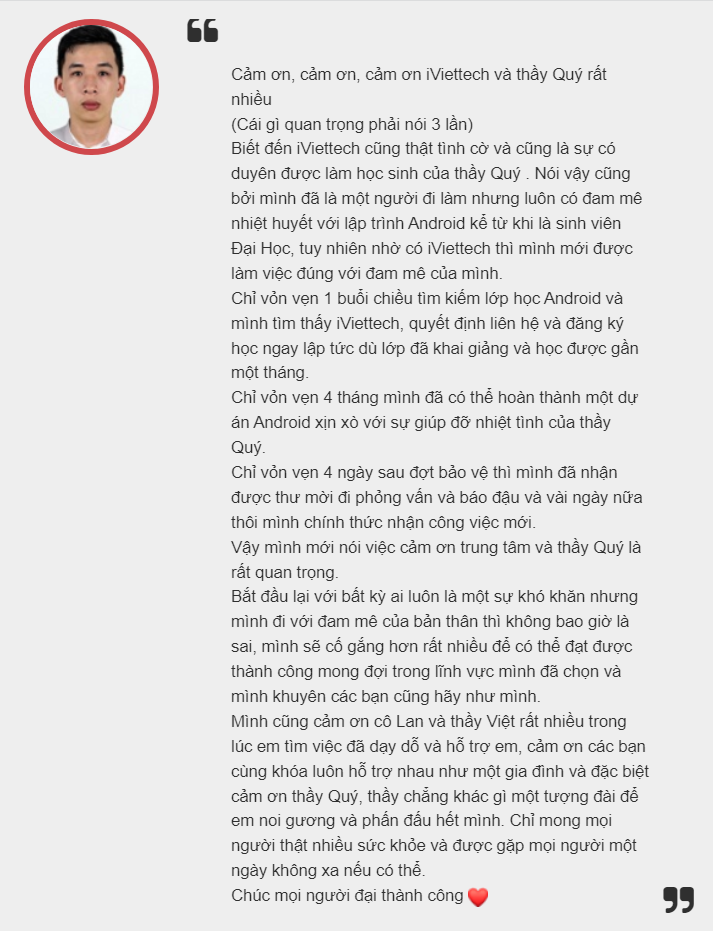 Cảm ơn, cảm ơn, cảm ơn iViettech và thầy Quý rất
nhiều
(Cái gì quan trọng phải nói 3 lần)
Biết đến iViettech cũng thật tình cờ và cũng là sự có
duyên được làm học sinh của thầy Quý . Nói vậy cũng
bởi mình đã là một người đi làm nhưng luôn có đam mê
nhiệt huyết với lập trình Android kể từ khi là sinh viên
Đại Học, tuy nhiên nhờ có iViettech thì mình mới được
làm việc đúng với đam mê của mình.
Chỉ vỏn vẹn 1 buổi chiều tìm kiếm lớp học Android và
mình tìm thấy iViettech, quyết định liên hệ và đăng ký
học ngay lập tức dù lớp đã khai giảng và học được gần
một tháng.
Chỉ vỏn vẹn 4 tháng mình đã có thể hoàn thành một dự
án Android xịn xò với sự giúp đỡ nhiệt tình của thầy
Quý.
Chỉ vỏn vẹn 4 ngày sau đợt bảo vệ thì mình đã nhận
được thư mời đi phỏng vấn và báo đậu và vài ngày nữa
thôi mình chính thức nhận công việc mới.
Vậy mình mới nói việc cảm ơn trung tâm và thầy Quý là
rất quan trọng.
Bắt đầu lại với bất kỳ ai luôn là một sự khó khăn nhưng
mình đi với đam mê của bản thân thì không bao giờ là
sai, mình sẽ cố gắng hơn rất nhiều để có thể đạt được
thành công mong đợi trong lĩnh vực mình đã chọn và
mình khuyên các bạn cũng hãy như mình.
Mình cũng cảm ơn cô Lan và thầy Việt rất nhiều trong
lúc em tìm việc đã dạy dỗ và hỗ trợ em, cảm ơn các bạn
cùng khóa luôn hỗ trợ nhau như một gia đình và đặc biệt
cảm ơn thầy Quý, thầy chẳng khác gì một tượng đài để
em noi gương và phấn đấu hết mình. Chỉ mong mọi
người thật nhiều sức khỏe và được gặp mọi người một
ngày không xa nếu có thể.
Chúc mọi người đại thành công ❤️